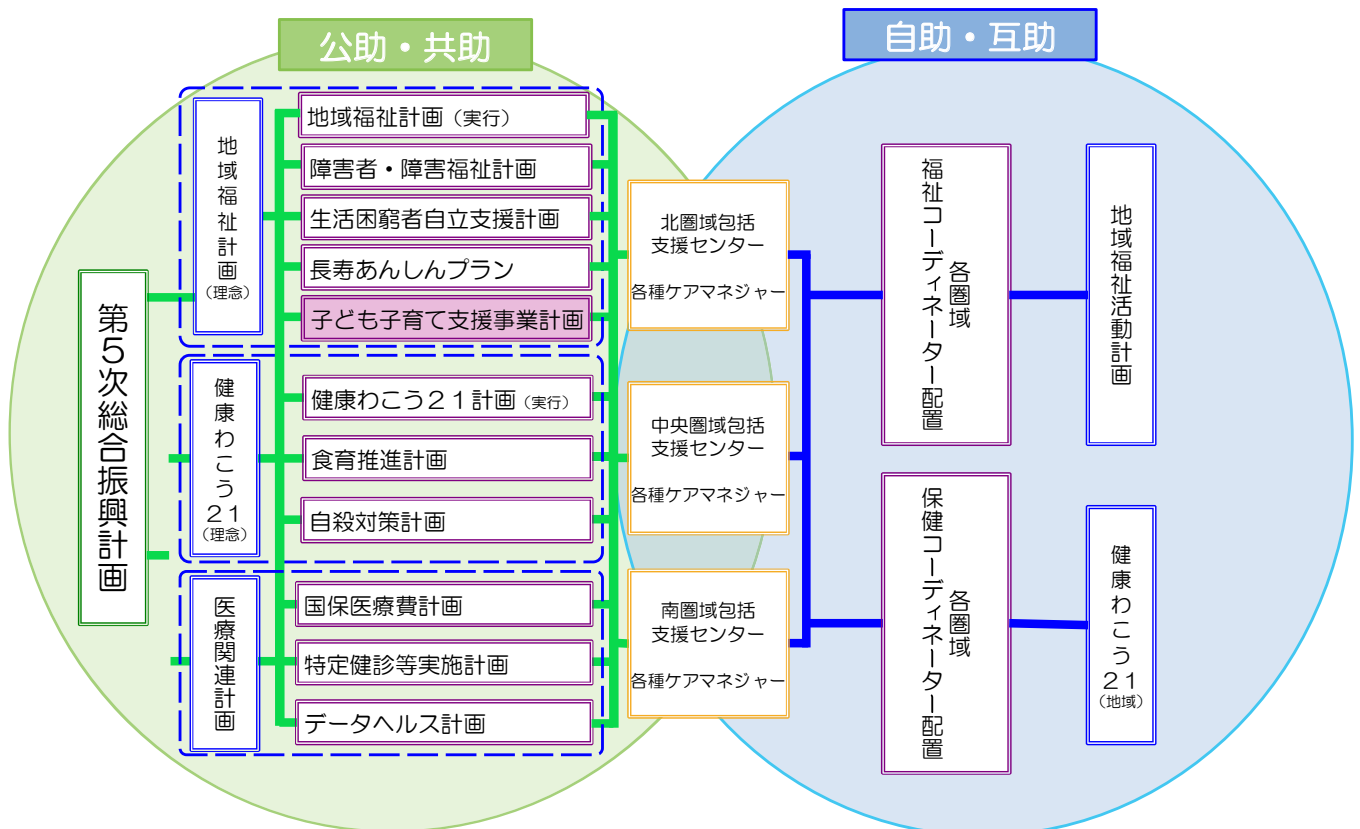 公助・共助
自助・互助
第5次総合振興計画
地域福祉計画
(理念)
健康わこう21
(理念)
医療関連計画
地域福祉計画(実行)
障害者・障害福祉計画
生活困窮者自立支援計画
長寿あんしんプラン
子ども子育て支援事業計画
健康わこう21計画(実行)
食育推進計画
自殺対策計画
国保医療費計画
特定健診等実施計画
データヘルス計画
北圏域包括
支援センター
各種ケアマネジャー
中央圏域包括
支援センター
各種ケアマネジャー
南圏域包括
支援センター
各種ケアマネジャー
各圏域
福祉コーディネーター配置
各圏域
保健コーディネーター配置
地域福祉活動計画
健康わこう21
(地域)